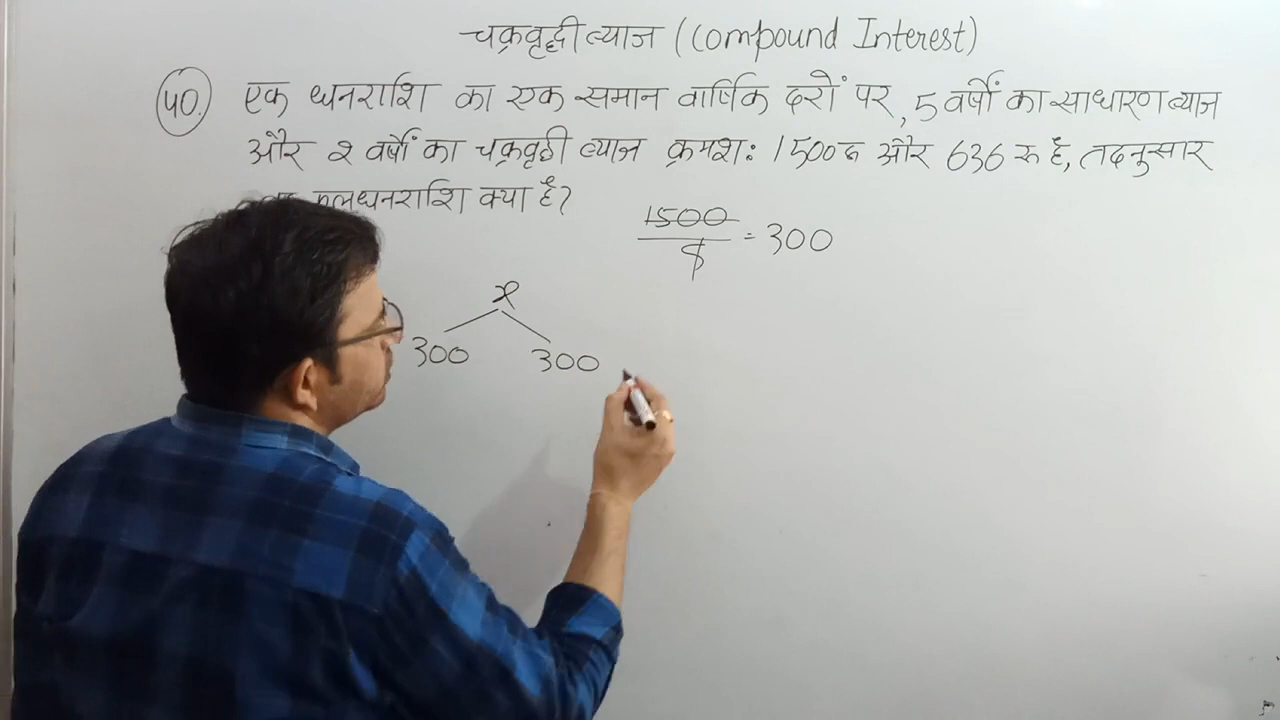 चक्रवृद्धी ब्याज (Compound Interest)
40. एक धनराशि का एक समान वार्षिक दरों पर, 5 वर्षों का साधारण ब्याज
और 2 वर्षों का चक्रवृद्धी ब्याज क्रमशः 1500 रु और 636 रु है, तदनुसार
मूलधनराशि क्या है?
1500
5 = 300
x
300 300